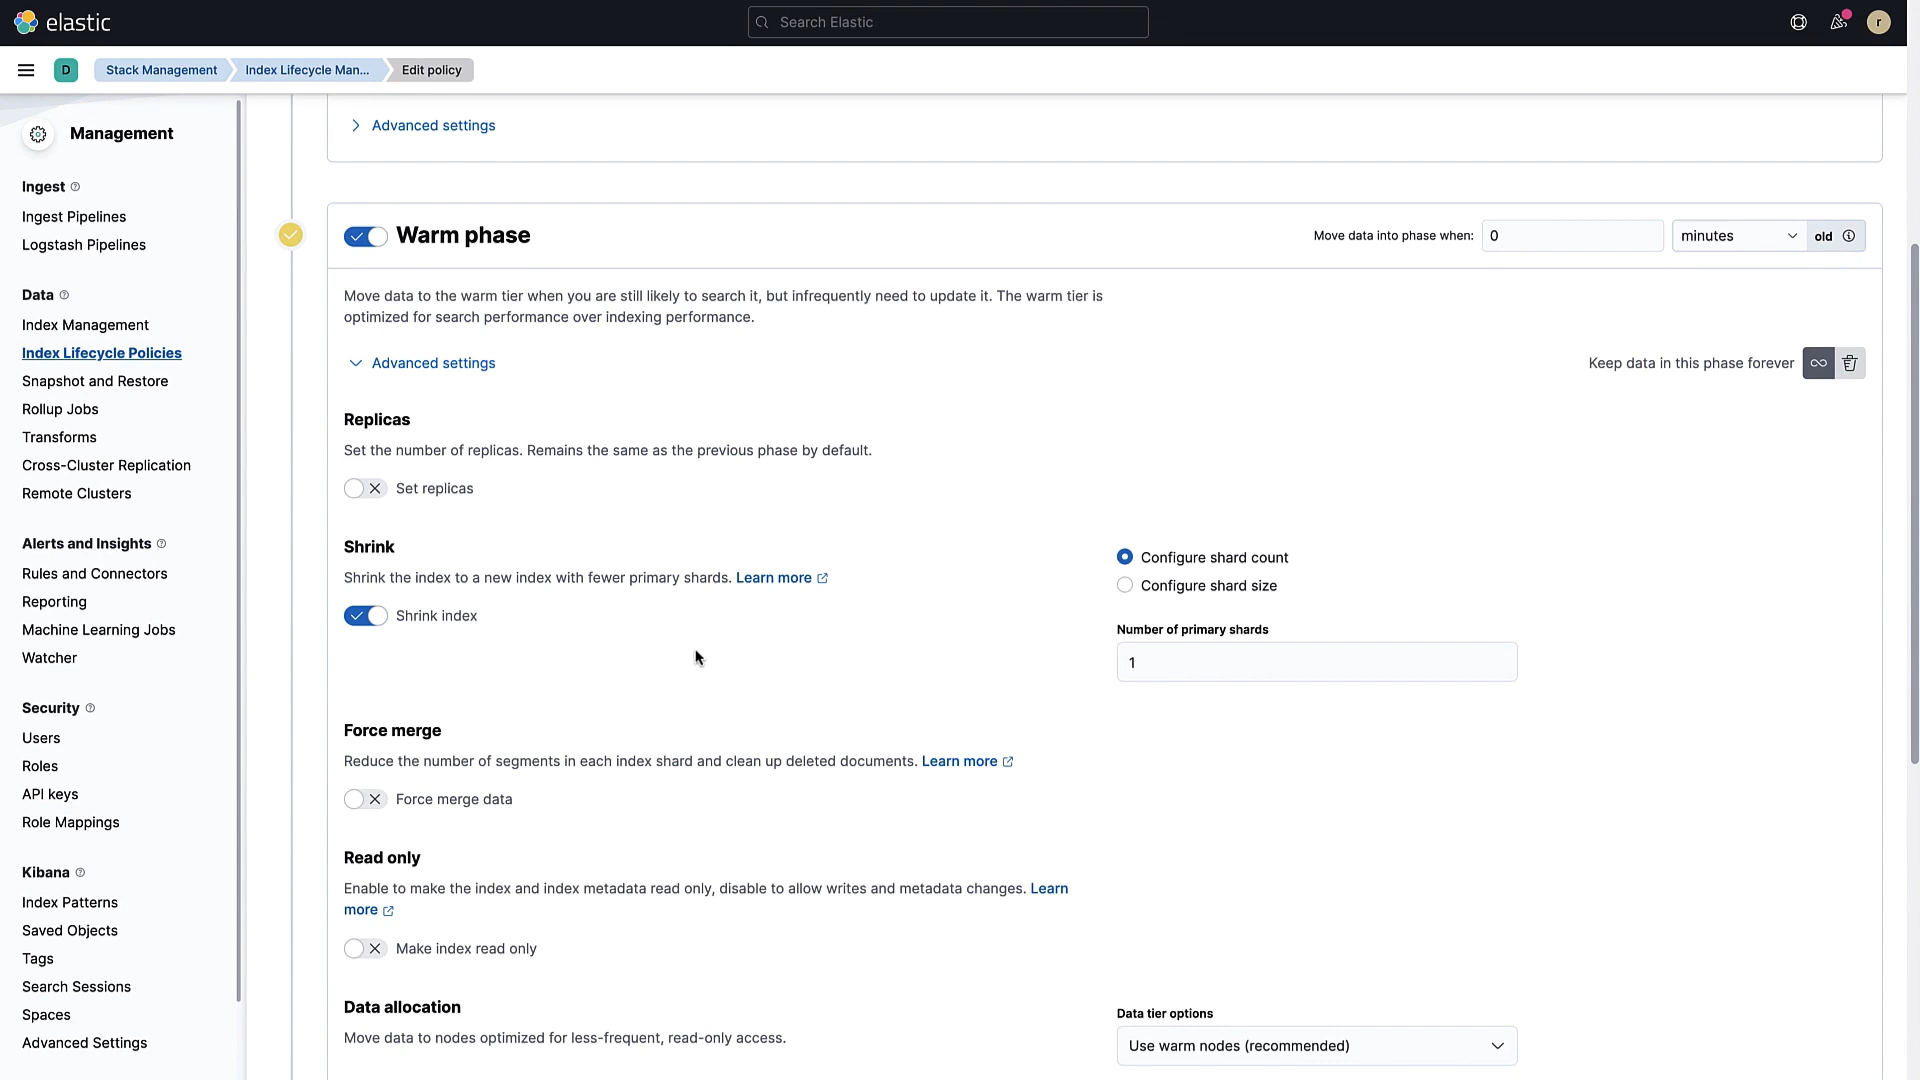 elastic
Search Elastic
r
D
Stack Management
Index Lifecycle Man...
Edit policy
Management
Ingest
Ingest Pipelines
Logstash Pipelines
Data
Index Management
Index Lifecycle Policies
Snapshot and Restore
Rollup Jobs
Transforms
Cross-Cluster Replication
Remote Clusters
Alerts and Insights
Rules and Connectors
Reporting
Machine Learning Jobs
Watcher
Security
Users
Roles
API keys
Role Mappings
Kibana
Index Patterns
Saved Objects
Tags
Search Sessions
Spaces
Advanced Settings
Advanced settings
Warm phase
Move data into phase when: 0 minutes old
Move data to the warm tier when you are still likely to search it, but infrequently need to update it. The warm tier is
optimized for search performance over indexing performance.
Advanced settings
Keep data in this phase forever
Replicas
Set the number of replicas. Remains the same as the previous phase by default.
Set replicas
Shrink
Shrink the index to a new index with fewer primary shards. Learn more
Shrink index
Configure shard count
Configure shard size
Number of primary shards
1
Force merge
Reduce the number of segments in each index shard and clean up deleted documents. Learn more
Force merge data
Read only
Enable to make the index and index metadata read only, disable to allow writes and metadata changes. Learn
more
Make index read only
Data allocation
Move data to nodes optimized for less-frequent, read-only access.
Data tier options
Use warm nodes (recommended)